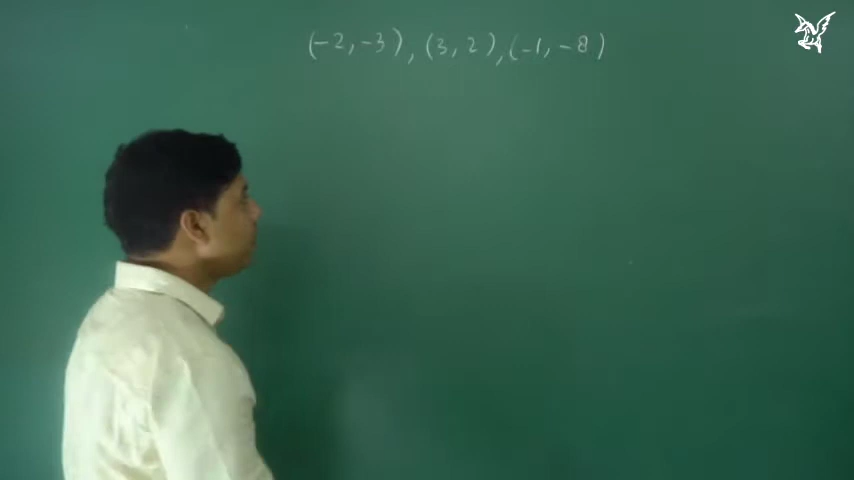 (-2, -3), (3, 2), (-1, -8)